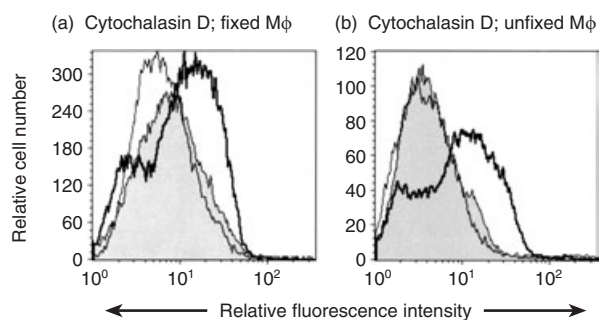 (a) Cytochalasin D; fixed Mϕ
(b) Cytochalasin D; unfixed Mϕ
Relative cell number
300
240
180
120
60
0
10⁰ 10¹ 10²
120
100
80
60
40
20
0
10⁰ 10¹ 10²
Relative fluorescence intensity